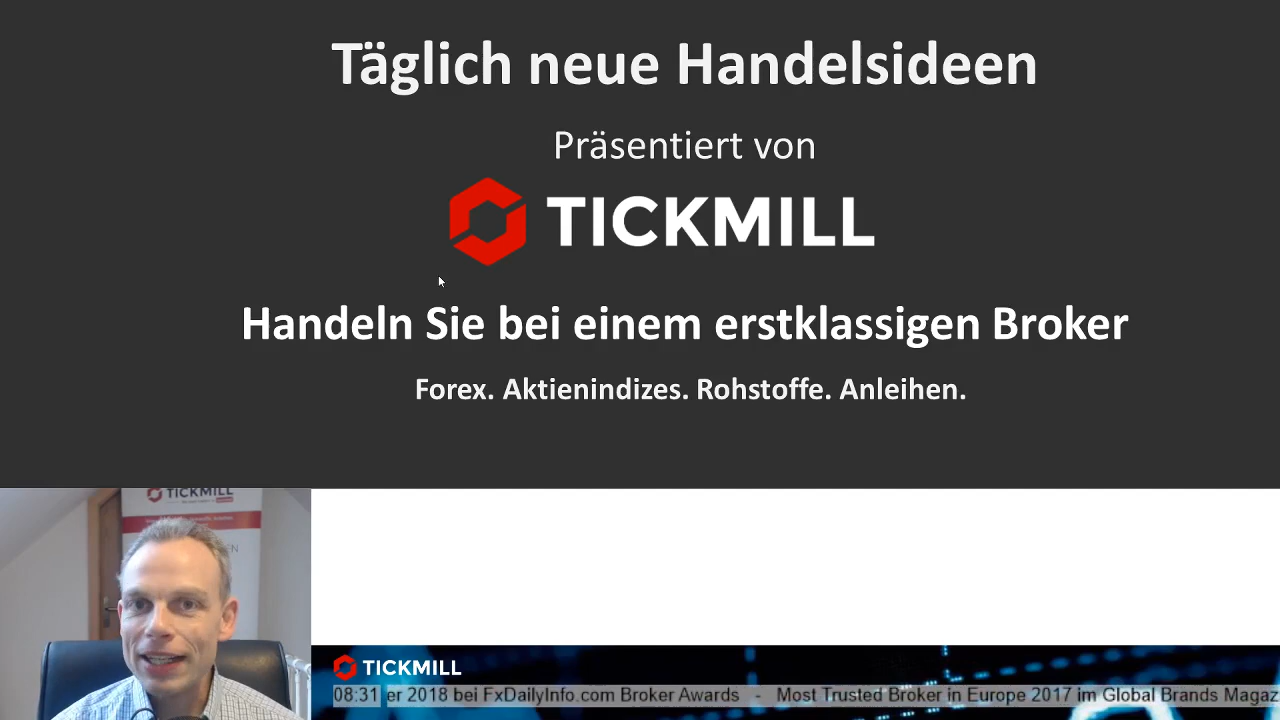 Täglich neue Handelsideen
Präsentiert von
TICKMILL
Handeln Sie bei einem erstklassigen Broker
Forex. Aktienindizes. Rohstoffe. Anleihen.
TICKMILL
TICKMILL
08:31 er 2018 bei FxDailyInfo.com Broker Awards - Most Trusted Broker in Europe 2017 im Global Brands Magaz